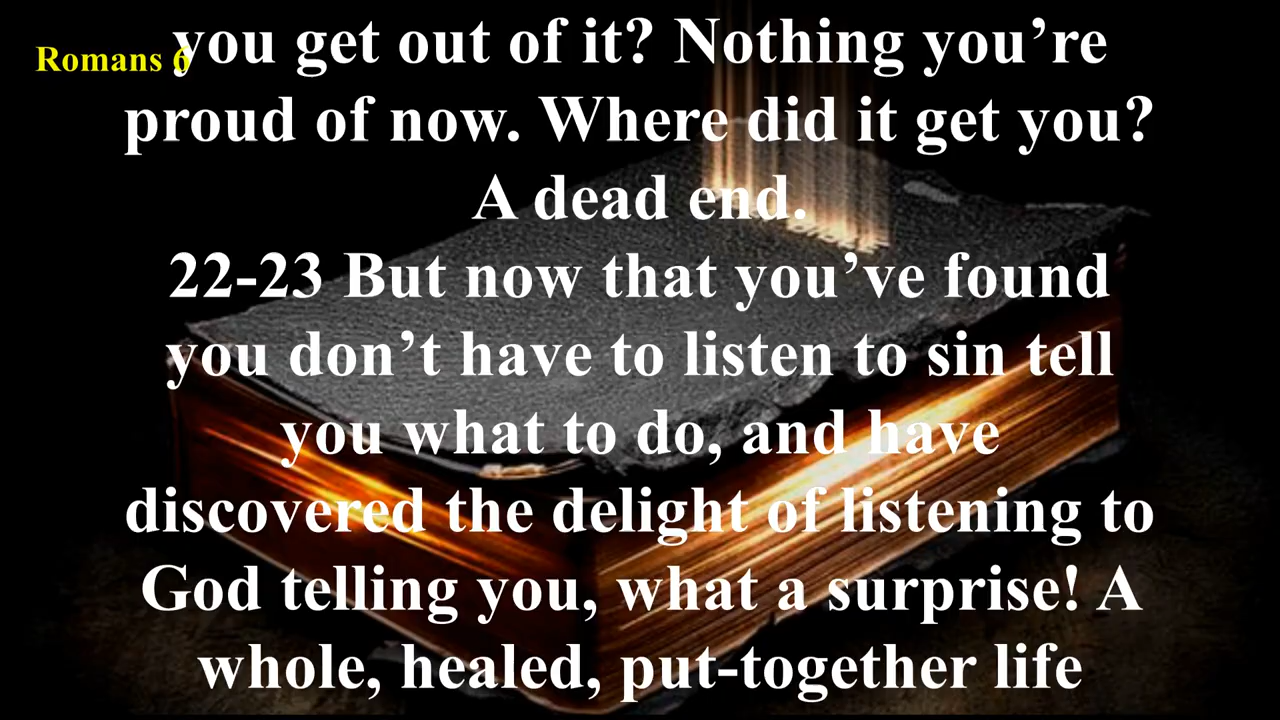 Romans 6
you get out of it? Nothing you’re
proud of now. Where did it get you?
A dead end.
22-23 But now that you’ve found
you don’t have to listen to sin tell
you what to do, and have
discovered the delight of listening to
God telling you, what a surprise! A
whole, healed, put-together life